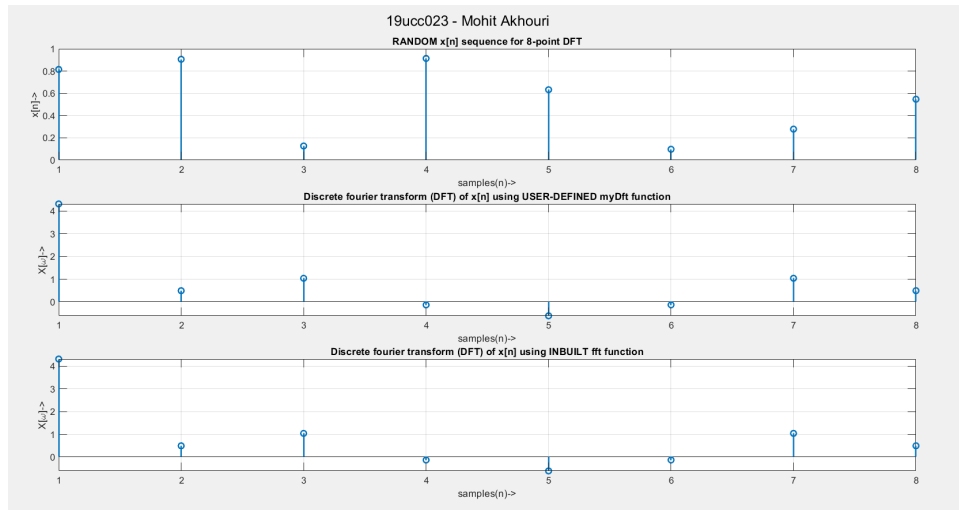 19ucc023 - Mohit Akhouri
RANDOM x[n] sequence for 8-point DFT
x[n]->
1
0.8
0.6
0.4
0.2
0
1 2 3 4 5 6 7 8
samples(n)->
Discrete fourier transform (DFT) of x[n] using USER-DEFINED myDft function
X[ω]->
4
3
2
1
0
1 2 3 4 5 6 7 8
samples(n)->
Discrete fourier transform (DFT) of x[n] using INBUILT fft function
X[ω]->
4
3
2
1
0
1 2 3 4 5 6 7 8
samples(n)->